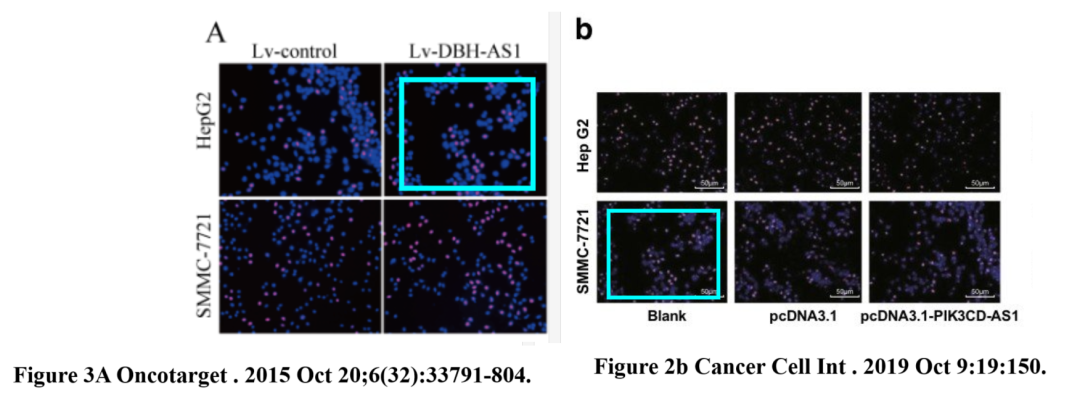 A
Lv-control Lv-DBH-AS1
HepG2
SMMC-7721
Figure 3A Oncotarget . 2015 Oct 20;6(32):33791-804.
b
Hep G2
50μm 50μm 50μm
SMMC-7721
50μm 50μm 50μm
Blank pcDNA3.1 pcDNA3.1-PIK3CD-AS1
Figure 2b Cancer Cell Int . 2019 Oct 9:19:150.